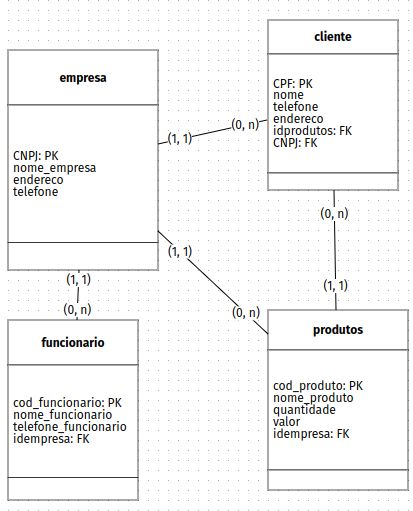 cliente
CPF: PK
nome
telefone
endereco
idprodutos: FK
CNPJ: FK
empresa
CNPJ: PK
nome_empresa
endereco
telefone
(1, 1)
(0, n)
(0, n)
(1, 1)
(1, 1)
(0, n)
(1, 1)
(0, n)
funcionario
cod_funcionario: PK
nome_funcionario
telefone_funcionario
idempresa: FK
produtos
cod_produto: PK
nome_produto
quantidade
valor
idempresa: FK